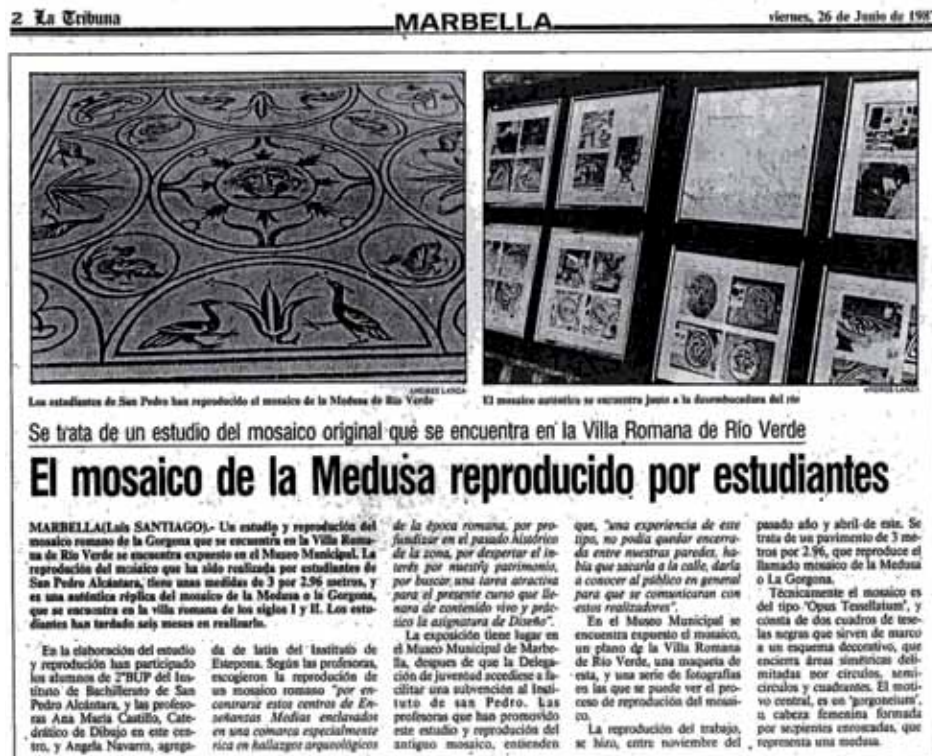 2 La Tribuna
MARBELLA
viernes, 26 de Junio de 198
ANDRES LANZA
Los estudiantes de San Pedro han reproducido el mosaico de la Medusa de Río Verde
ANDRES LANZA
El mosaico auténtico se encuentra junto a la desembocadura del río
Se trata de un estudio del mosaico original que se encuentra en la Villa Romana de Río Verde
El mosaico de la Medusa reproducido por estudiantes
MARBELLA(Luis SANTIAGO).- Un estudio y reproducción del
mosaico romano de la Gorgona que se encuentra en la Villa Roma-
na de Río Verde se encuentra expuesto en el Museo Municipal. La
reproducción del mosaico que ha sido realizada por estudiantes de
San Pedro Alcántara, tiene unas medidas de 3 por 2.96 metros, y
es una auténtica réplica del mosaico de la Medusa o la Gorgona,
que se encuentra en la villa romana de los siglos I y II. Los estu-
diantes han tardado seis meses en realizarlo.
En la elaboración del estudio
y reproducción han participado
los alumnos de 2ºBUP del Ins-
tituto de Bachillerato de San
Pedro Alcántara, y las profeso-
ras Ana María Castillo, Cate-
drático de Dibujo en este cen-
tro, y Angela Navarro, agrega-
da de latín del Instituto de
Estepona. Según las profesoras,
escogieron la reproducción de
un mosaico romano "por en-
contrarse estos centros de En-
señanzas Medias enclavados
en una comarca especialmente
rica en hallazgos arqueológicos
de la época romana, por pro-
fundizar en el pasado histórico
de la zona, por despertar el in-
terés por nuestro patrimonio,
por buscar una tarea atractiva
para el presente curso que lle-
nara de contenido vivo y prác-
tico la asignatura de Diseño".
La exposición tiene lugar en
el Museo Municipal de Marbe-
lla, despues de que la Delega-
ción de juventud accediese a fa-
cilitar una subvención al Insti-
tuto de san Pedro. Las
profesoras que han promovido
este estudio y reproducción del
antiguo mosaico, entienden
que, "una experiencia de este
tipo, no podía quedar encerra-
da entre nuestras paredes, ha-
bía que sacarla a la calle, darla
a conocer al público en general
para que se comunicaran con
estos realizadores".
En el Museo Municipal se
encuentra expuesto el mosaico,
un plano de la Villa Romana
de Río Verde, una maqueta de
esta, y una serie de fotografías
en las que se puede ver el pro-
ceso de reproducción del mosai-
co.
La reproducción del trabajo,
se hizo, entre noviembre del
pasado año y abril de este. Se
trata de un pavimento de 3 me-
tros por 2.96, que reproduce el
llamado mosaico de la Medusa
o La Gorgona.
Técnicamente el mosaico es
del tipo 'Opus Tessellatum', y
consta de dos cuadros de tese-
las negras que sirven de marco
a un esquema decorativo, que
encierra áreas simétricas deli-
mitadas por círculos, semi-
círculos y cuadrantes. El moti-
vo central, es un 'gorgoneium',
o cabeza femenina formada
por serpientes enroscadas, que
representa una medusa.